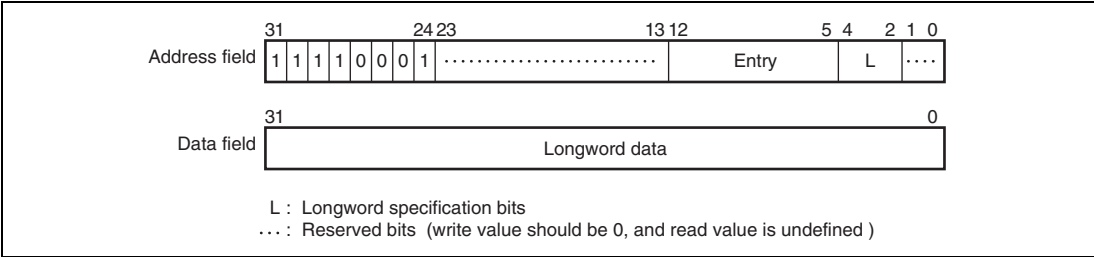 31 24 23 13 12 5 4 2 1 0
Address field 1 1 1 1 0 0 0 1 ........................... Entry L ....
31 0
Data field Longword data
L : Longword specification bits
... : Reserved bits (write value should be 0, and read value is undefined )